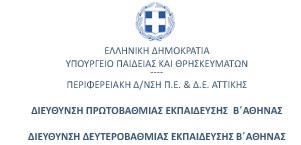 ΕΛΛΗΝΙΚΗ ΔΗΜΟΚΡΑΤΙΑ
ΥΠΟΥΡΓΕΙΟ ΠΑΙΔΕΙΑΣ ΚΑΙ ΘΡΗΣΚΕΥΜΑΤΩΝ
----
ΠΕΡΙΦΕΡΕΙΑΚΗ Δ/ΝΣΗ Π.Ε. & Δ.Ε. ΑΤΤΙΚΗΣ
ΔΙΕΥΘΥΝΣΗ ΠΡΩΤΟΒΑΘΜΙΑΣ ΕΚΠΑΙΔΕΥΣΗΣ Β΄ΑΘΗΝΑΣ
ΔΙΕΥΘΥΝΣΗ ΔΕΥΤΕΡΟΒΑΘΜΙΑΣ ΕΚΠΑΙΔΕΥΣΗΣ Β΄ΑΘΗΝΑΣ